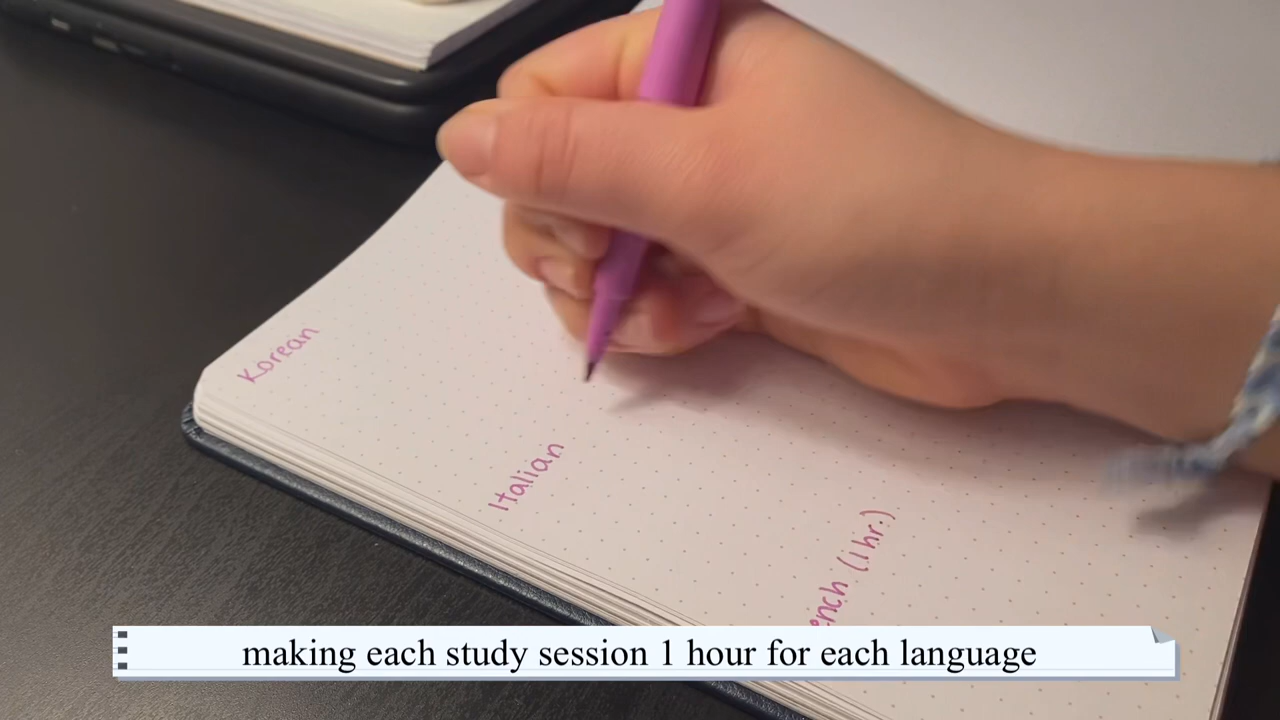 Korean
Italian
ench (1 hr.)
making each study session 1 hour for each language